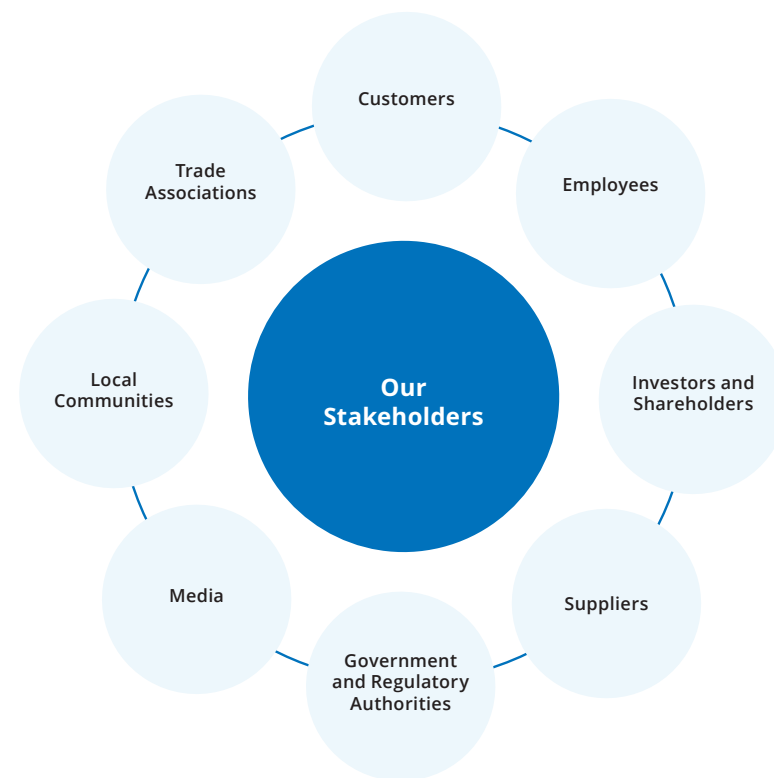 Customers
Employees
Investors and
Shareholders
Suppliers
Government
and Regulatory
Authorities
Media
Local
Communities
Trade
Associations
Our
Stakeholders